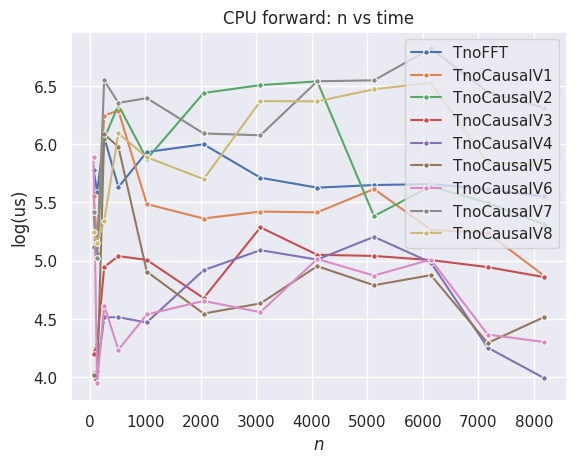 CPU forward: n vs time
log(us)
6.5
6.0
5.5
5.0
4.5
4.0
TnoFFT
TnoCausalV1
TnoCausalV2
TnoCausalV3
TnoCausalV4
TnoCausalV5
TnoCausalV6
TnoCausalV7
TnoCausalV8
0 1000 2000 3000 4000 5000 6000 7000 8000
n